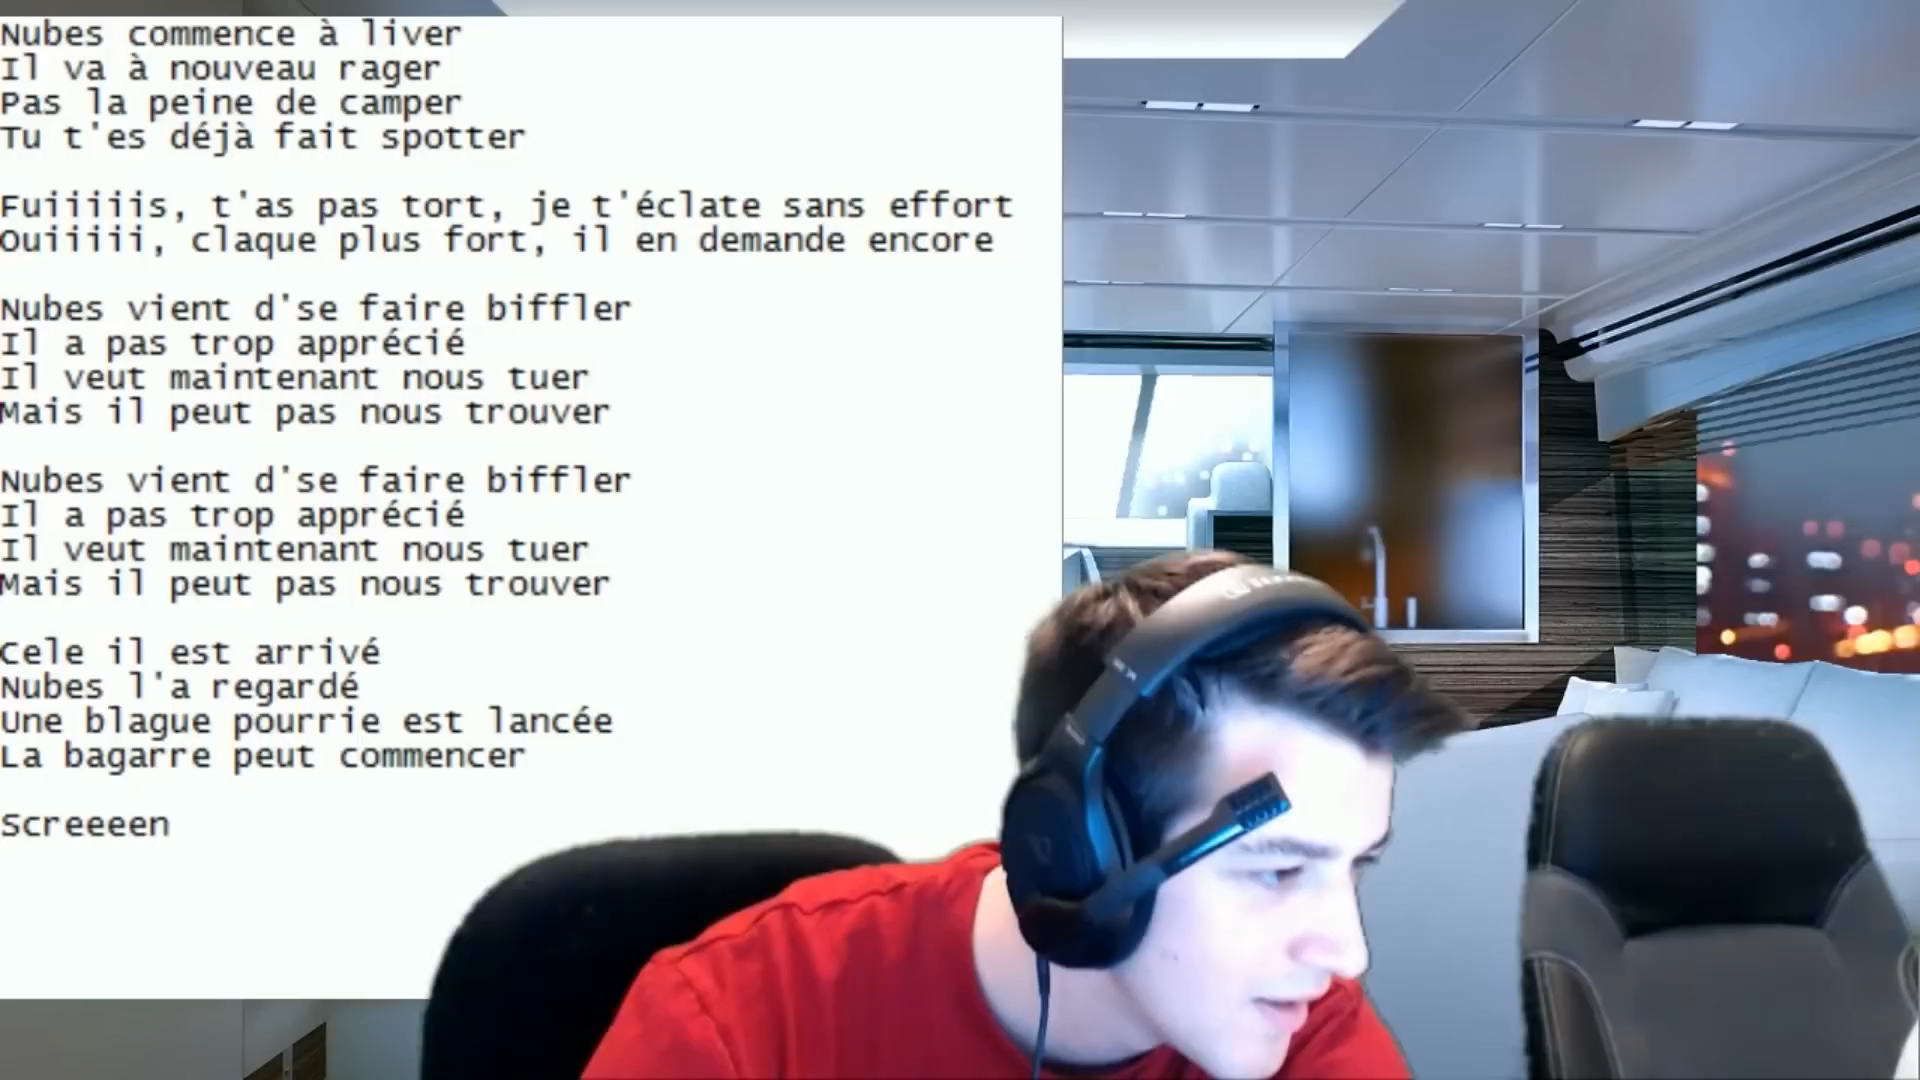 Nubes commence à liver
Il va à nouveau rager
Pas la peine de camper
Tu t'es déjà fait spotter
Fuiiiiis, t'as pas tort, je t'éclate sans effort
Ouiiiii, claque plus fort, il en demande encore
Nubes vient d'se faire biffler
Il a pas trop apprécié
Il veut maintenant nous tuer
Mais il peut pas nous trouver
Nubes vient d'se faire biffler
Il a pas trop apprécié
Il veut maintenant nous tuer
Mais il peut pas nous trouver
Cele il est arrivé
Nubes l'a regardé
Une blague pourrie est lancée
La bagarre peut commencer
Screeeen